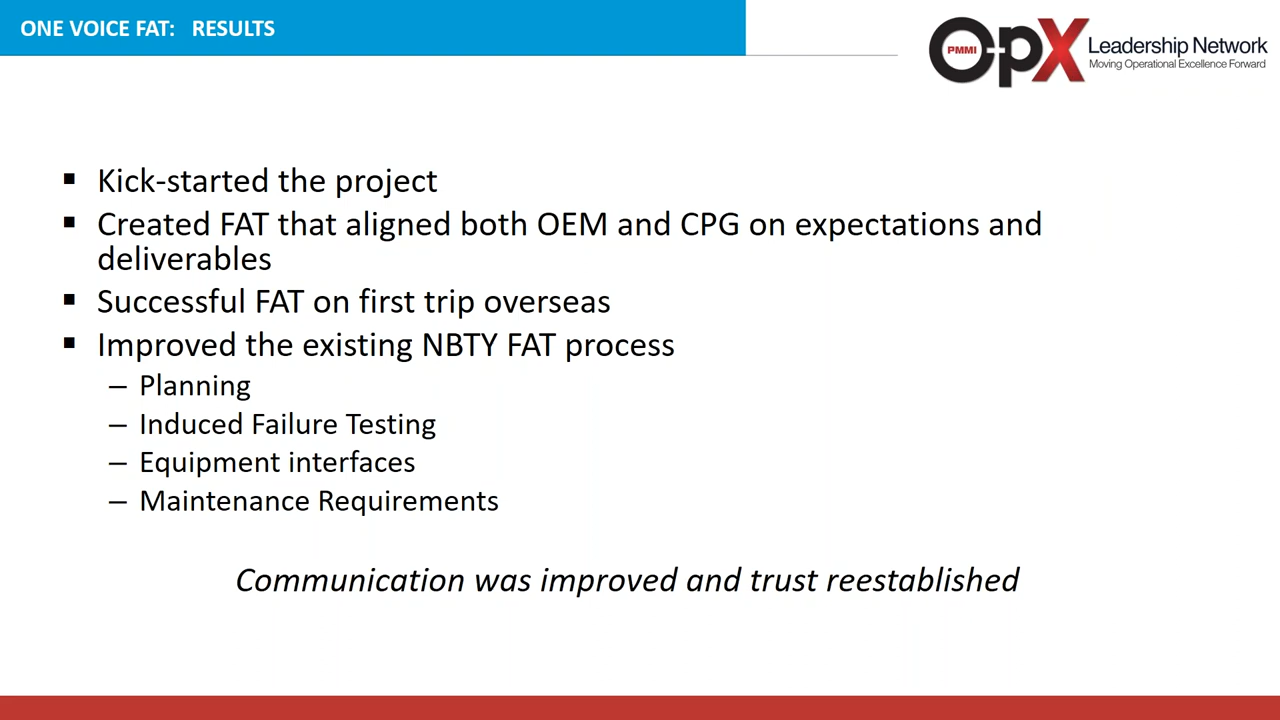 ONE VOICE FAT: RESULTS
OpX
PMMI
Leadership Network
Moving Operational Excellence Forward
▪ Kick-started the project
▪ Created FAT that aligned both OEM and CPG on expectations and
deliverables
▪ Successful FAT on first trip overseas
▪ Improved the existing NBTY FAT process
– Planning
– Induced Failure Testing
– Equipment interfaces
– Maintenance Requirements
Communication was improved and trust reestablished